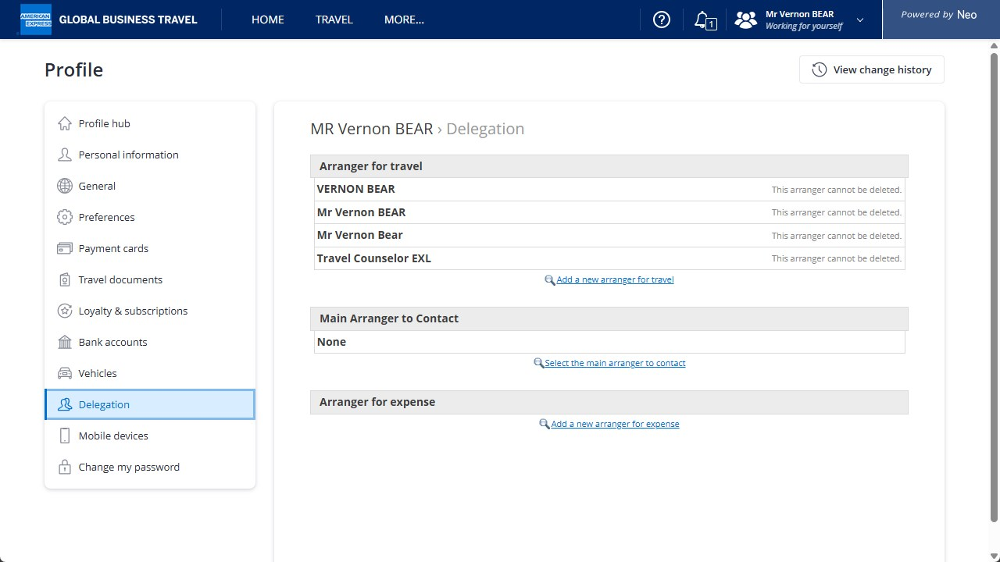 AMERICAN EXPRESS
GLOBAL BUSINESS TRAVEL
HOME
TRAVEL
MORE...
1
Mr Vernon BEAR
Working for yourself
Powered by Neo
Profile
View change history
Profile hub
Personal information
General
Preferences
Payment cards
Travel documents
Loyalty & subscriptions
Bank accounts
Vehicles
Delegation
Mobile devices
Change my password
MR Vernon BEAR › Delegation
Arranger for travel
VERNON BEAR This arranger cannot be deleted.
Mr Vernon BEAR This arranger cannot be deleted.
Mr Vernon Bear This arranger cannot be deleted.
Travel Counselor EXL This arranger cannot be deleted.
Add a new arranger for travel
Main Arranger to Contact
None
Select the main arranger to contact
Arranger for expense
Add a new arranger for expense